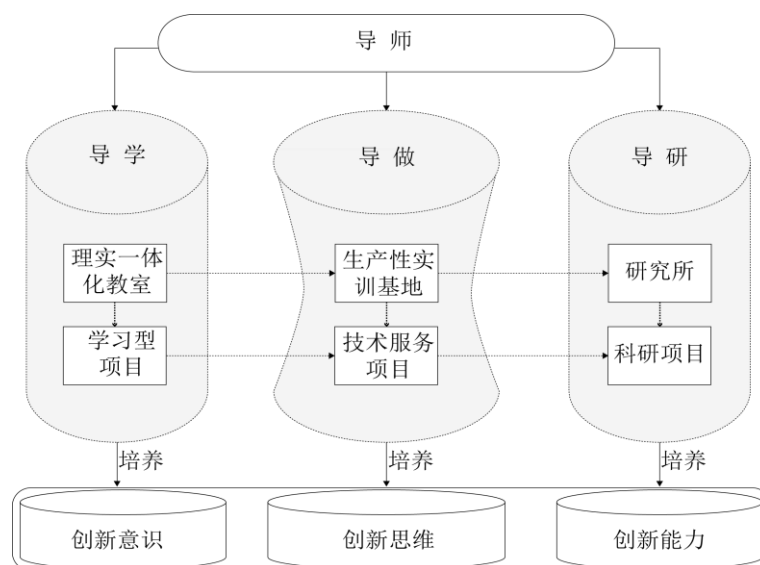 导 师
导 学
导 做
导 研
理实一体
化教室
生产性实
训基地
研究所
学习型
项目
技术服务
项目
科研项目
培养
培养
培养
创新意识
创新思维
创新能力